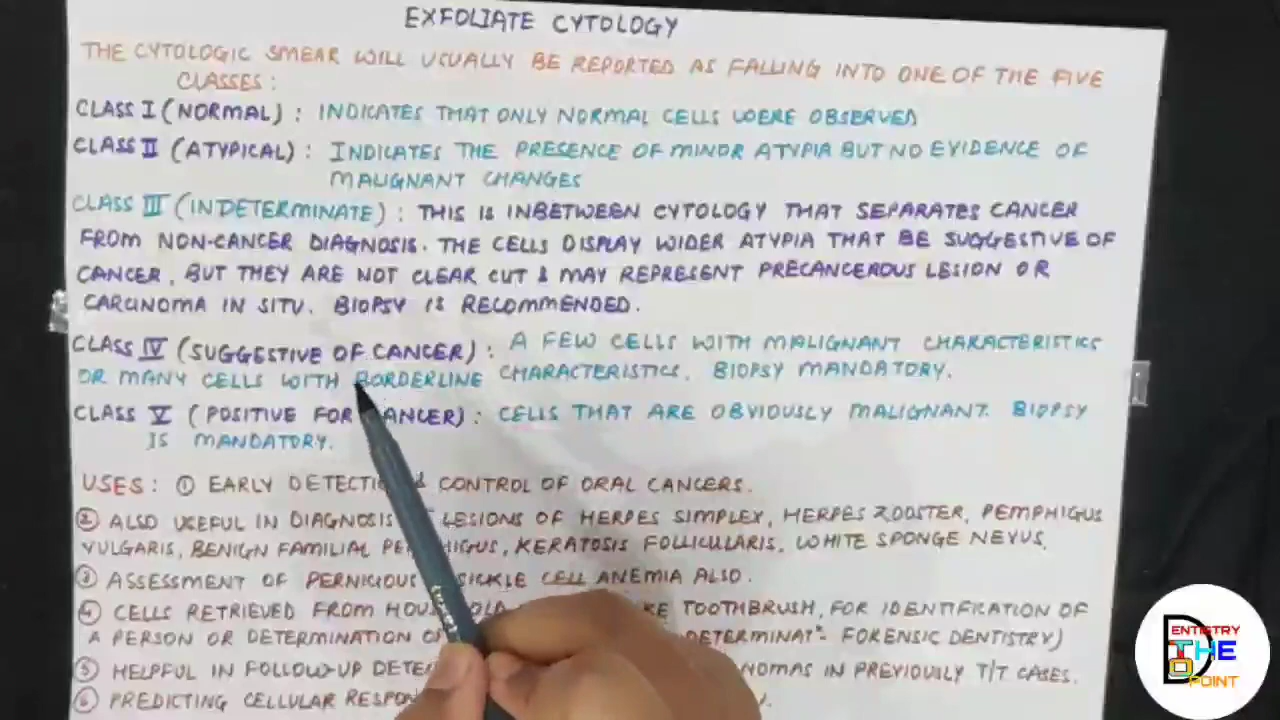 EXFOLIATE CYTOLOGY
THE CYTOLOGIC SMEAR WILL USUALLY BE REPORTED AS FALLING INTO ONE OF THE FIVE
CLASSES:
CLASS I (NORMAL) : INDICATES THAT ONLY NORMAL CELLS WERE OBSERVED
CLASS II (ATYPICAL) : INDICATES THE PRESENCE OF MINOR ATYPIA BUT NO EVIDENCE OF
MALIGNANT CHANGES
CLASS III (INDETERMINATE) : THIS IS INBETWEEN CYTOLOGY THAT SEPARATES CANCER
FROM NON-CANCER DIAGNOSIS. THE CELLS DISPLAY WIDER ATYPIA THAT BE SUGGESTIVE OF
CANCER, BUT THEY ARE NOT CLEAR CUT & MAY REPRESENT PRECANCEROUS LESION OR
CARCINOMA IN SITU. BIOPSY IS RECOMMENDED.
CLASS IV (SUGGESTIVE OF CANCER) : A FEW CELLS WITH MALIGNANT CHARACTERISTICS
OR MANY CELLS WITH BORDERLINE CHARACTERISTICS. BIOPSY MANDATORY.
CLASS V (POSITIVE FOR CANCER) : CELLS THAT ARE OBVIOUSLY MALIGNANT. BIOPSY
IS MANDATORY.
USES : ① EARLY DETECTI & CONTROL OF ORAL CANCERS.
② ALSO USEFUL IN DIAGNOSIS LESIONS OF HERPES SIMPLEX, HERPES ZOOSTER, PEMPHIGUS
VULGARIS, BENIGN FAMILIAL PEMPHIGUS, KERATOSIS FOLLICULARIS, WHITE SPONGE NEVUS.
③ ASSESSMENT OF PERNICIOUS SICKLE CELL ANEMIA ALSO.
④ CELLS RETRIEVED FROM TOOTHBRUSH, FOR IDENTIFICATION OF
A PERSON OR DETERMINATION DETERMINATⁿ FORENSIC DENTISTRY)
⑤ HELPFUL IN FOLLOW-UP IN PREVIOUSLY T/T CASES.
⑥ PREDICTING CELLULAR
DENTISTRY
THE
POINT